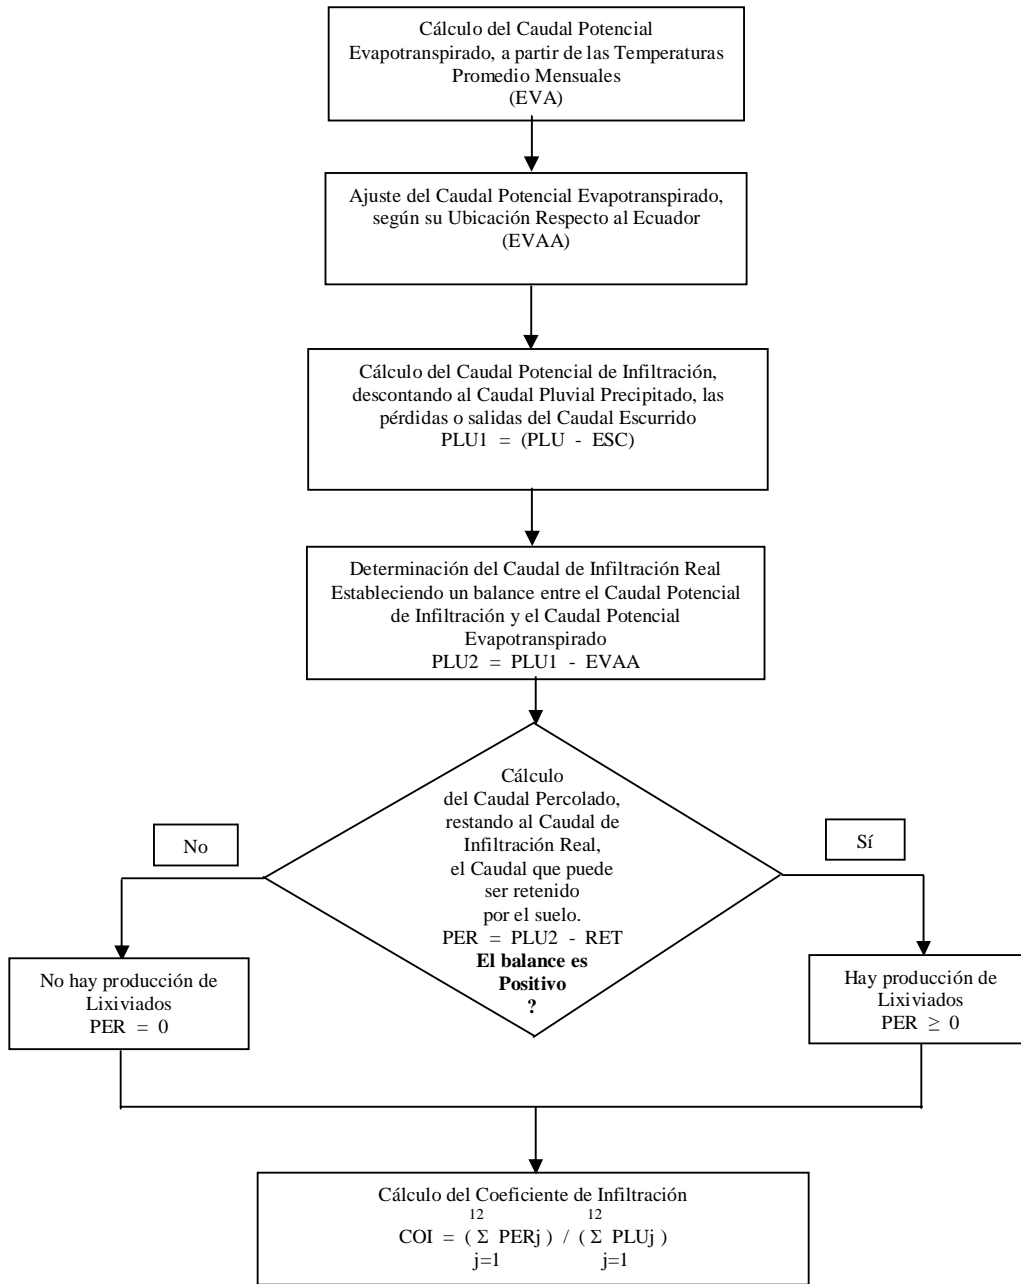 Cálculo del Caudal Potencial
Evapotranspirado, a partir de las Temperaturas
Promedio Mensuales
(EVA)
Ajuste del Caudal Potencial Evapotranspirado,
según su Ubicación Respecto al Ecuador
(EVAA)
Cálculo del Caudal Potencial de Infiltración,
descontando al Caudal Pluvial Precipitado, las
pérdidas o salidas del Caudal Escurrido
PLU1 = (PLU - ESC)
Determinación del Caudal de Infiltración Real
Estableciendo un balance entre el Caudal Potencial
de Infiltración y el Caudal Potencial
Evapotranspirado
PLU2 = PLU1 - EVAA
Cálculo
del Caudal Percolado,
restando al Caudal de
Infiltración Real,
el Caudal que puede
ser retenido
por el suelo.
PER = PLU2 - RET
El balance es
Positivo
?
No
Sí
No hay producción de
Lixiviados
PER = 0
Hay producción de
Lixiviados
PER ≥ 0
Cálculo del Coeficiente de Infiltración
12 12
COI = ( Σ PERj ) / ( Σ PLUj )
j=1 j=1